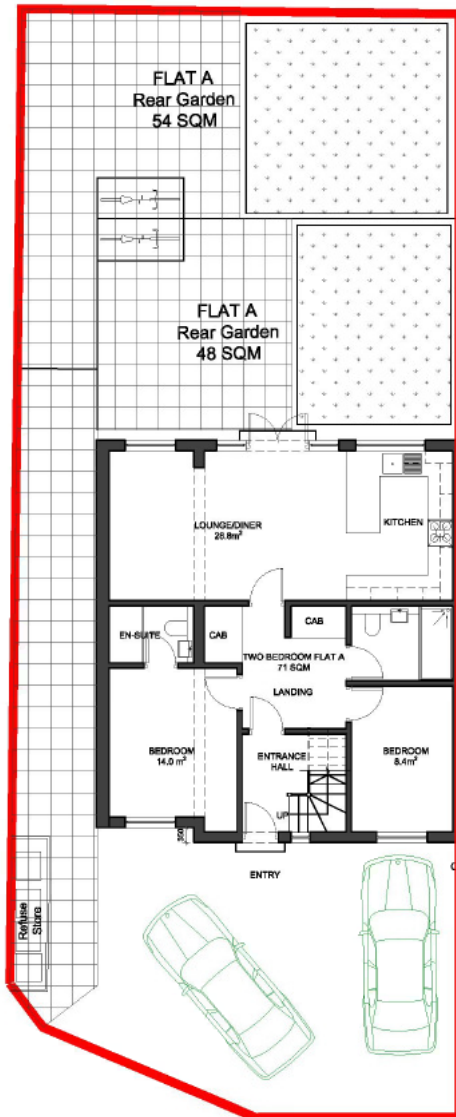 FLAT A
Rear Garden
54 SQM
FLAT A
Rear Garden
48 SQM
LOUNGE/DINER
28.8m²
KITCHEN
EN-SUITE
CAB
CAB
TWO BEDROOM FLAT A
71 SQM
LANDING
BEDROOM
14.0 m²
ENTRANCE
HALL
BEDROOM
8.4m²
UP
350
ENTRY
Refuse
Store